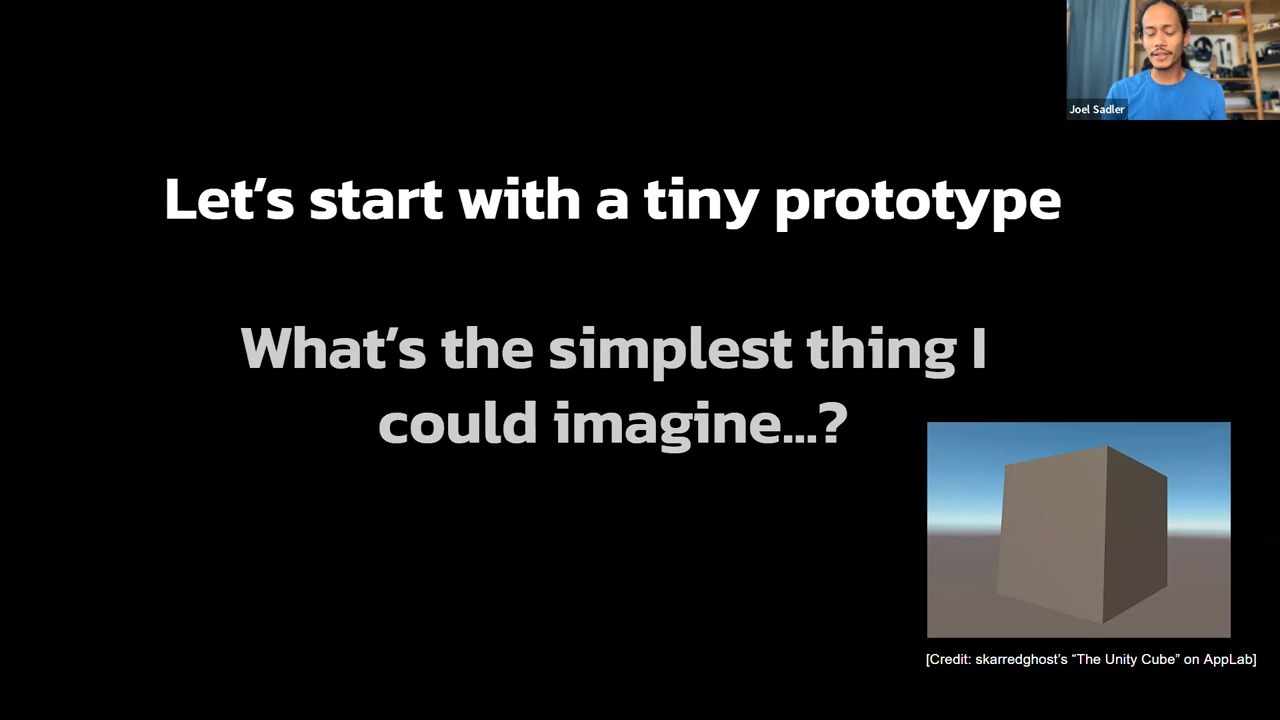 Joel Sadler
Let's start with a tiny prototype
What's the simplest thing I
could imagine...?
[Credit: skarredghost's “The Unity Cube” on AppLab]